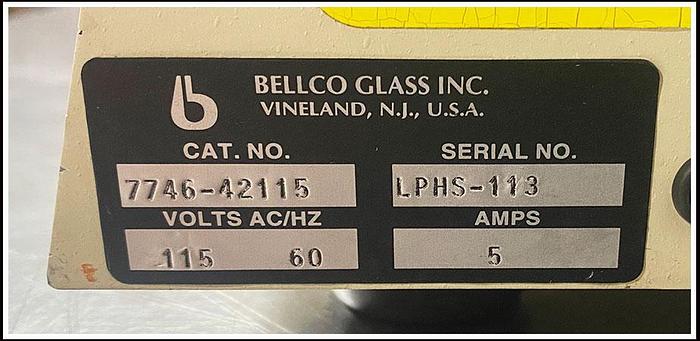 b BELLCO GLASS INC.
VINELAND, N.J., U.S.A.
CAT. NO. SERIAL NO.
7746-42115 LPHS-113
VOLTS AC/HZ AMPS
115 60 5